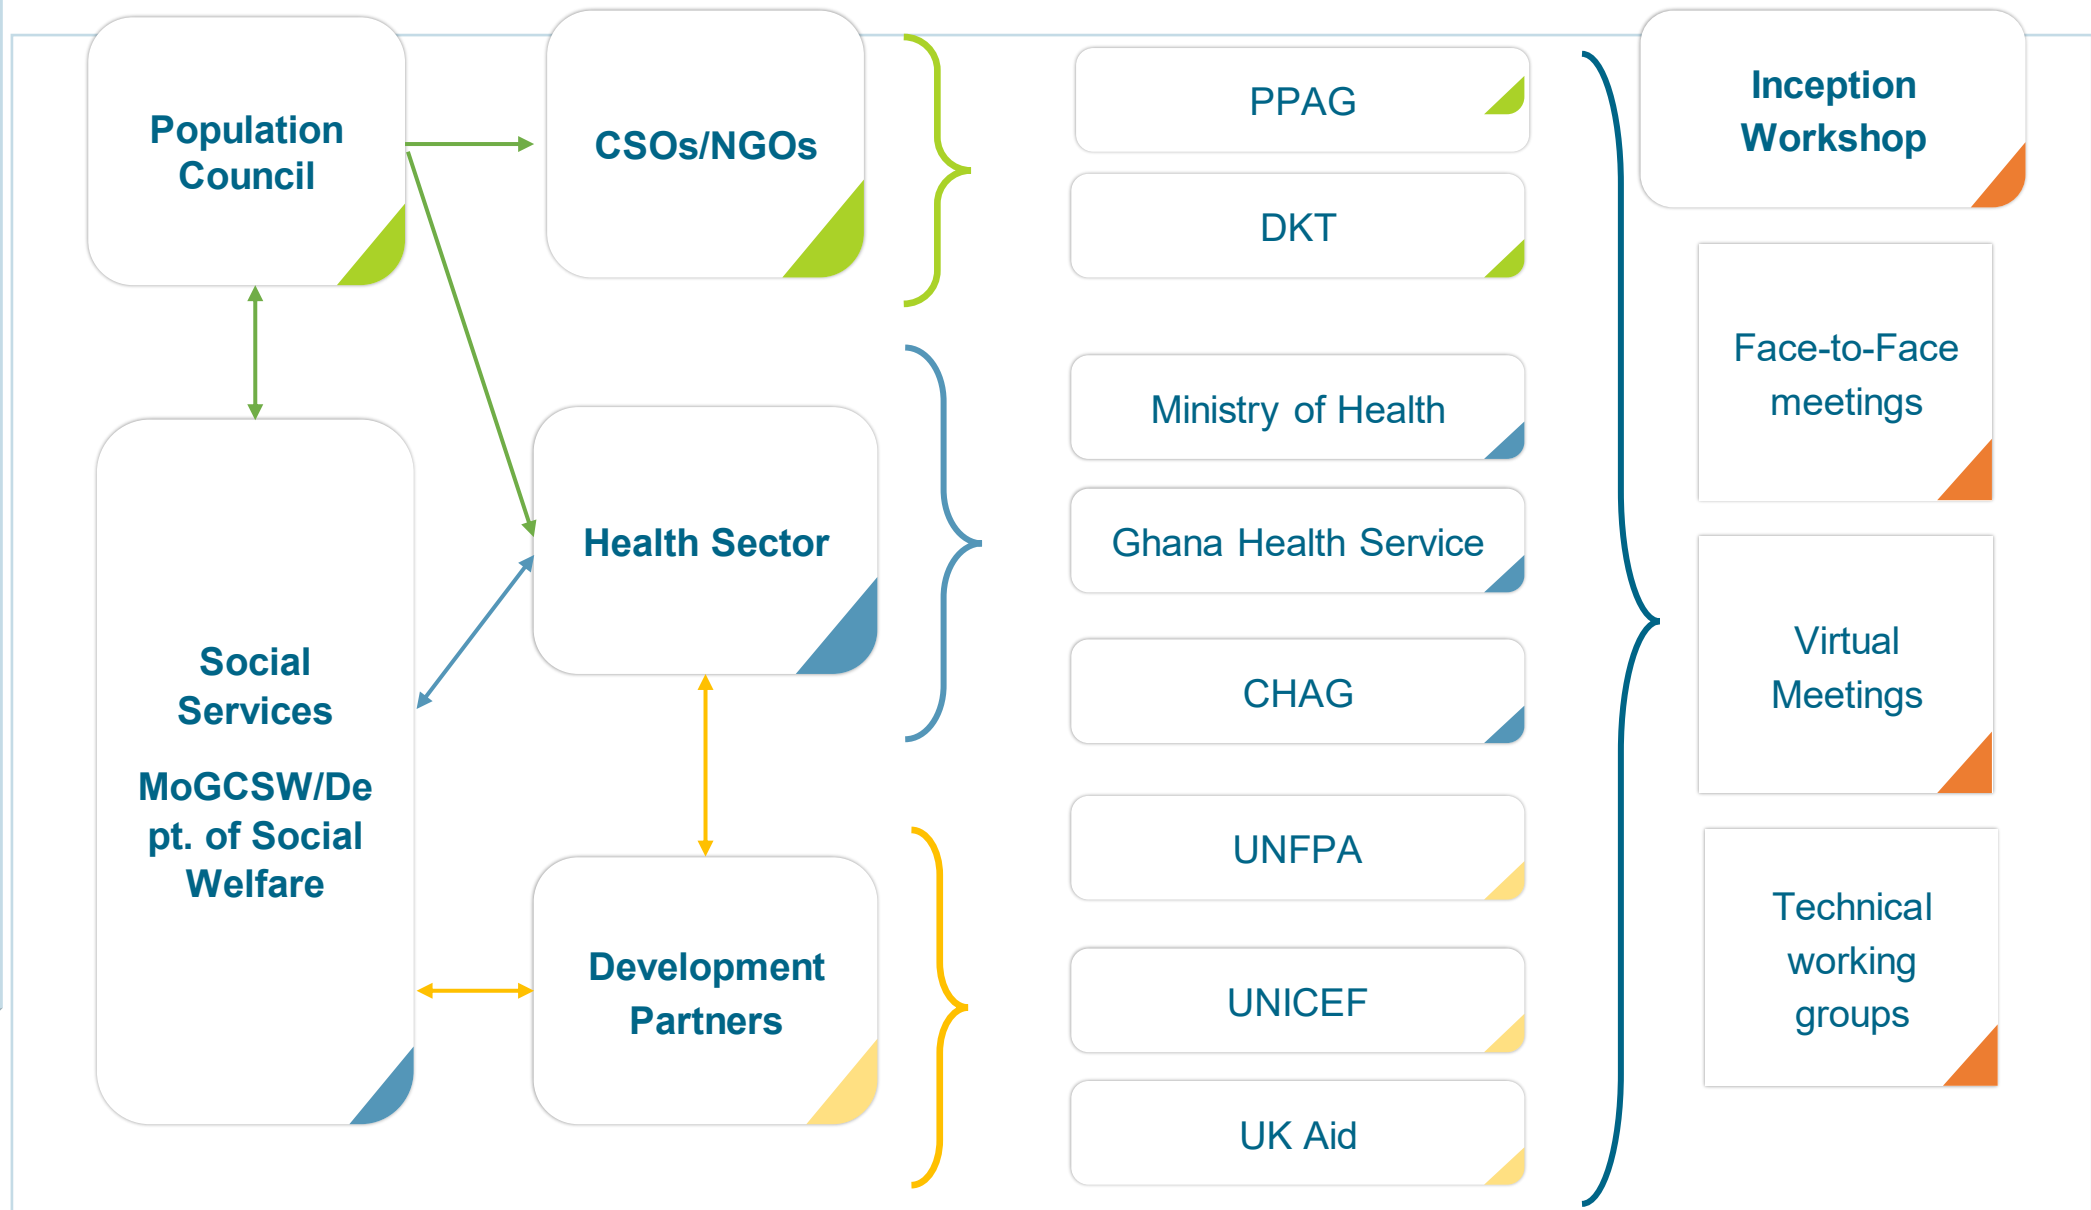 Population
Council
CSOs/NGOs
PPAG
DKT
Inception
Workshop
Social
Services
MoGCSW/De
pt. of Social
Welfare
Health Sector
Ministry of Health
Ghana Health Service
CHAG
Development
Partners
UNFPA
UNICEF
UK Aid
Face-to-Face
meetings
Virtual
Meetings
Technical
working
groups